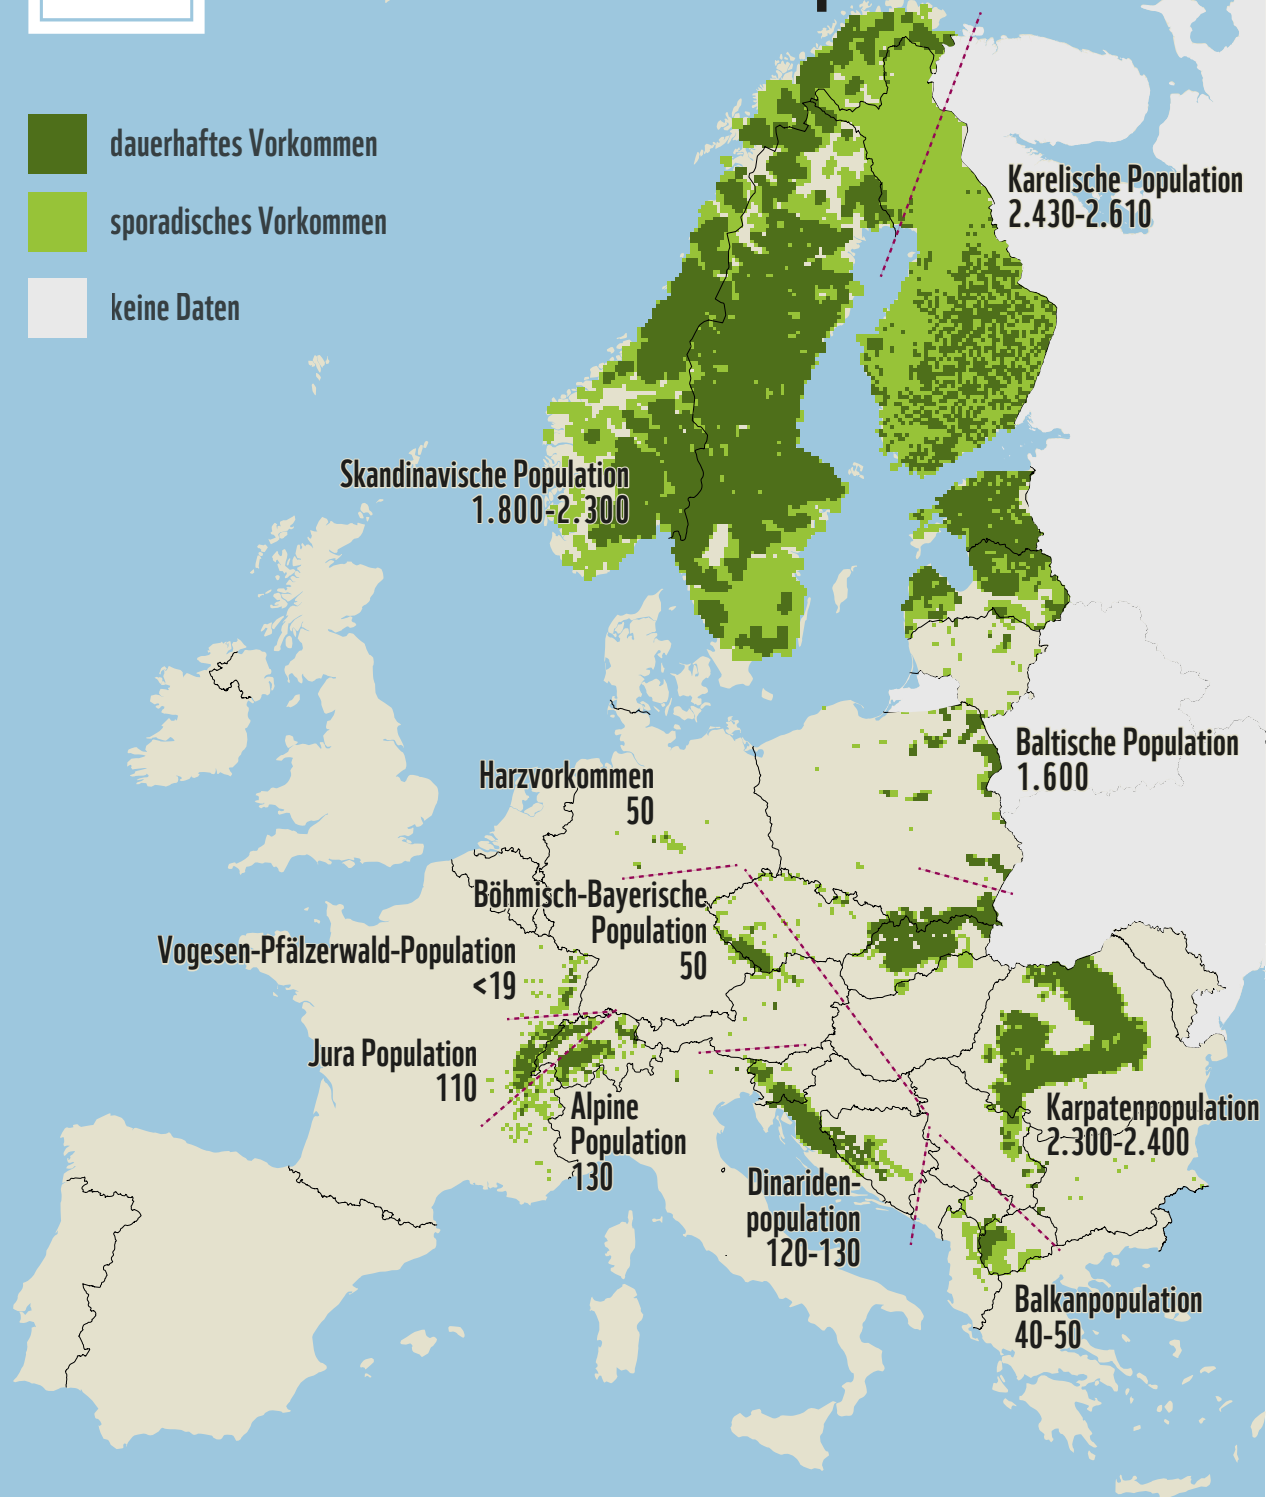 dauerhaftes Vorkommen
sporadisches Vorkommen
keine Daten
Karelische Population
2.430-2.610
Skandinavische Population
1.800-2.300
Baltische Population
1.600
Harzvorkommen
50
Böhmisch-Bayerische
Population
50
Vogesen-Pfälzerwald-Population
<19
Jura Population
110
Alpine
Population
130
Dinariden-
population
120-130
Karpatenpopulation
2.300-2.400
Balkanpopulation
40-50